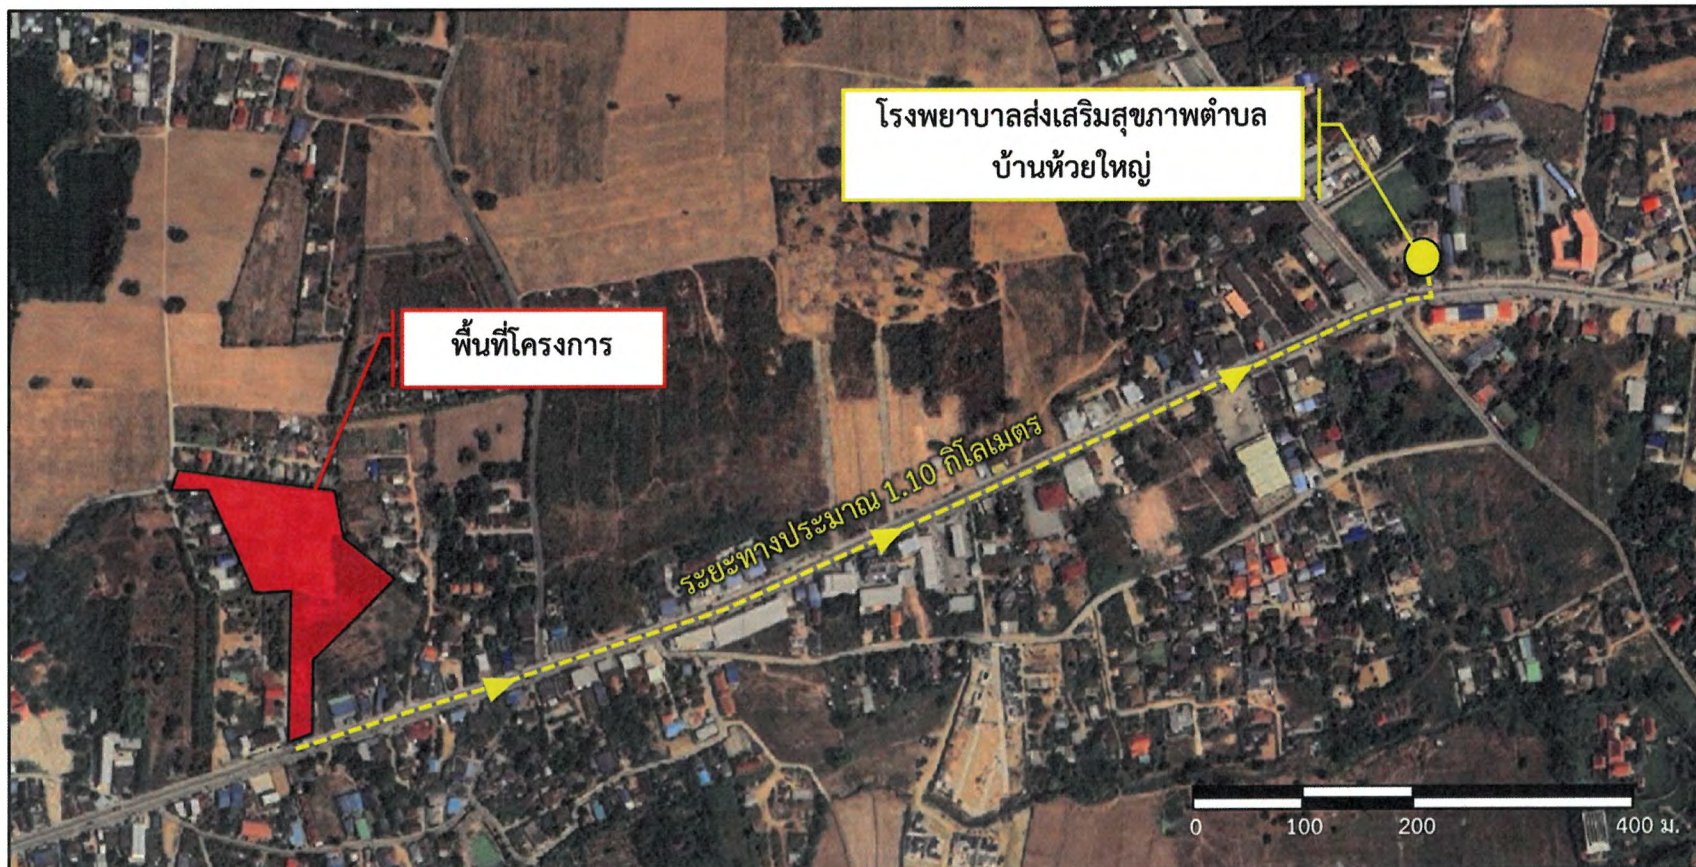 โรงพยาบาลส่งเสริมสุขภาพตำบล
บ้านห้วยใหญ่
พื้นที่โครงการ
ระยะทางประมาณ 1.10 กิโลเมตร
0 100 200 400 ม.